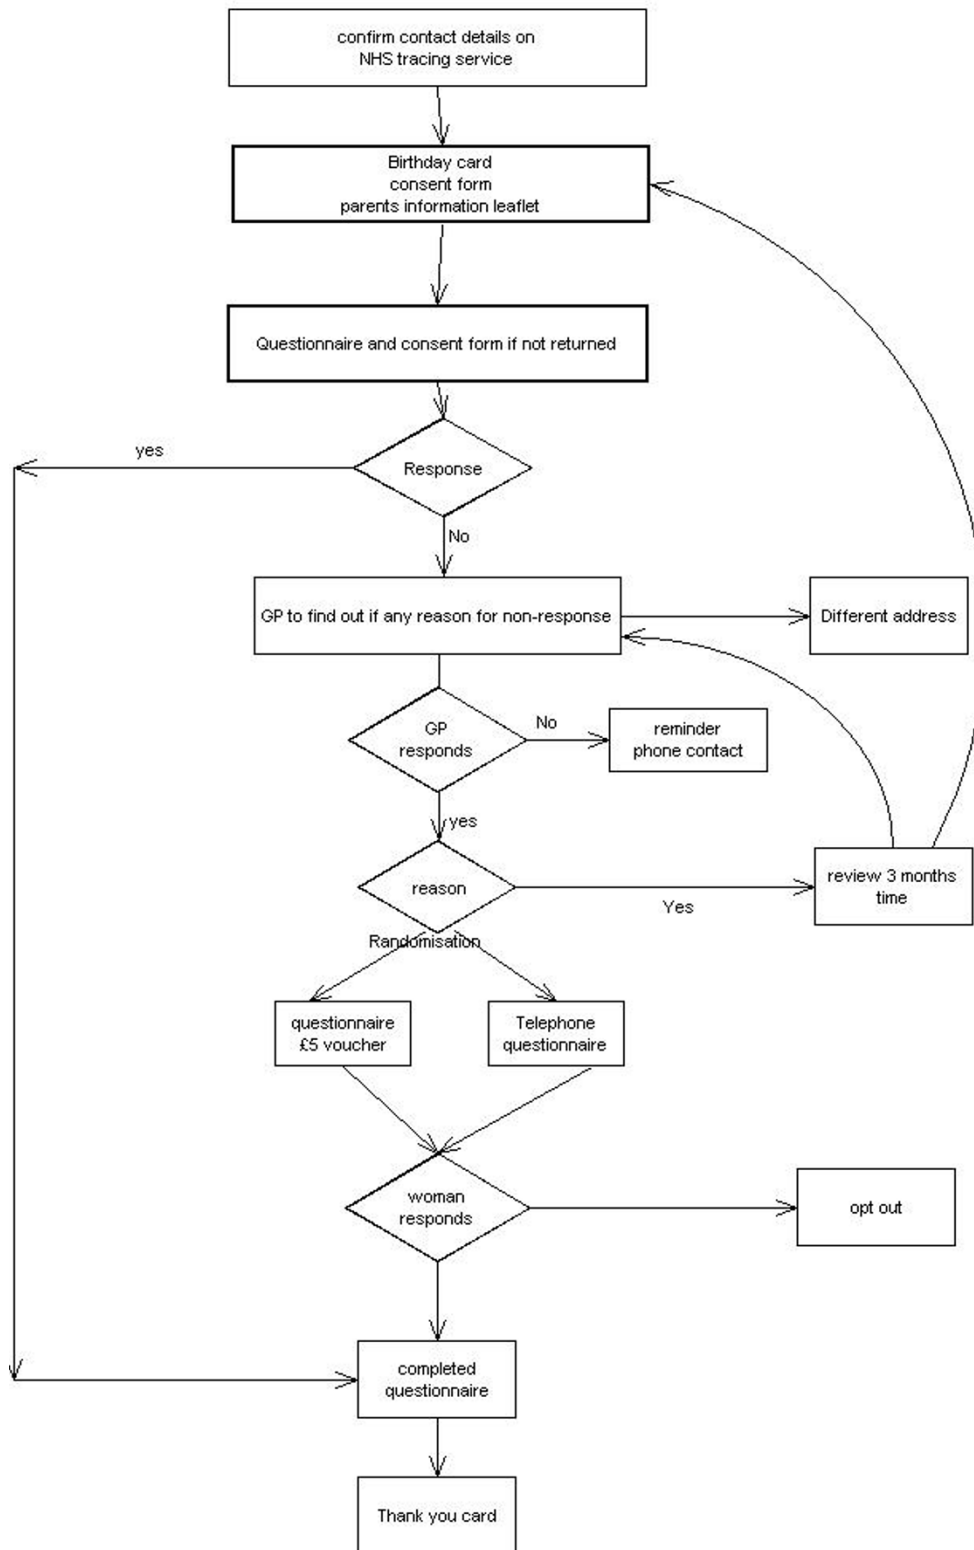 confirm contact details on
NHS tracing service
Birthday card
consent form
parents information leaflet
Questionnaire and consent form if not returned
yes
Response
No
GP to find out if any reason for non-response
Different address
GP
responds
No
reminder
phone contact
yes
reason
Yes
review 3 months
time
Randomisation
questionnaire
£5 voucher
Telephone
questionnaire
woman
responds
opt out
completed
questionnaire
Thank you card